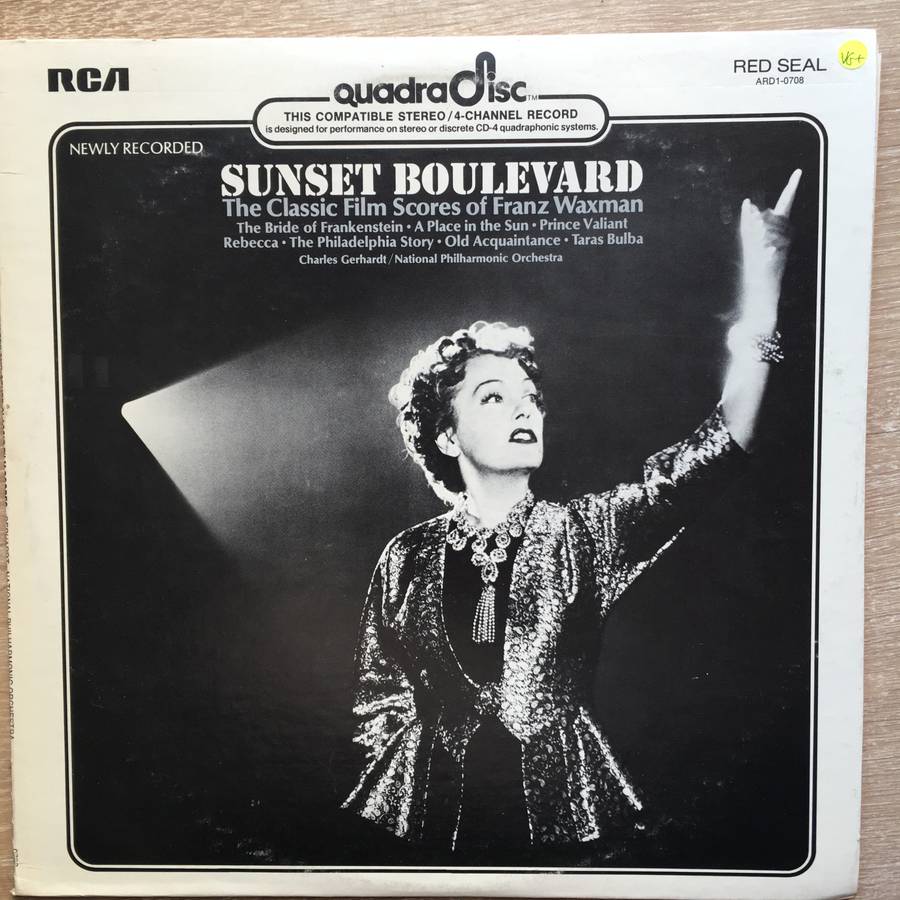 RCA
quadradisc TM
RED SEAL
ARD1-0708
VG+
THIS COMPATIBLE STEREO/4-CHANNEL RECORD
is designed for performance on stereo or discrete CD-4 quadraphonic systems.
NEWLY RECORDED
SUNSET BOULEVARD
The Classic Film Scores of Franz Waxman
The Bride of Frankenstein • A Place in the Sun • Prince Valiant
Rebecca • The Philadelphia Story • Old Acquaintance • Taras Bulba
Charles Gerhardt/National Philharmonic Orchestra